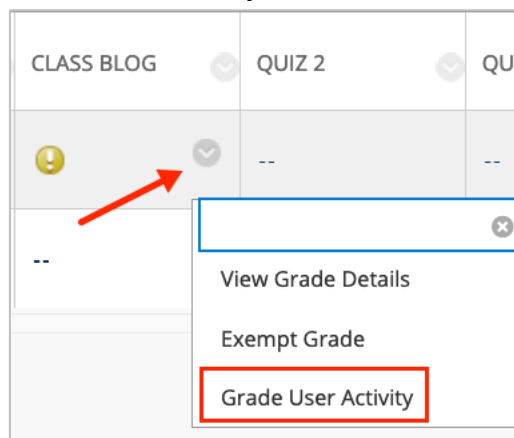 CLASS BLOG QUIZ 2 QU
-- --
--
View Grade Details
Exempt Grade
Grade User Activity